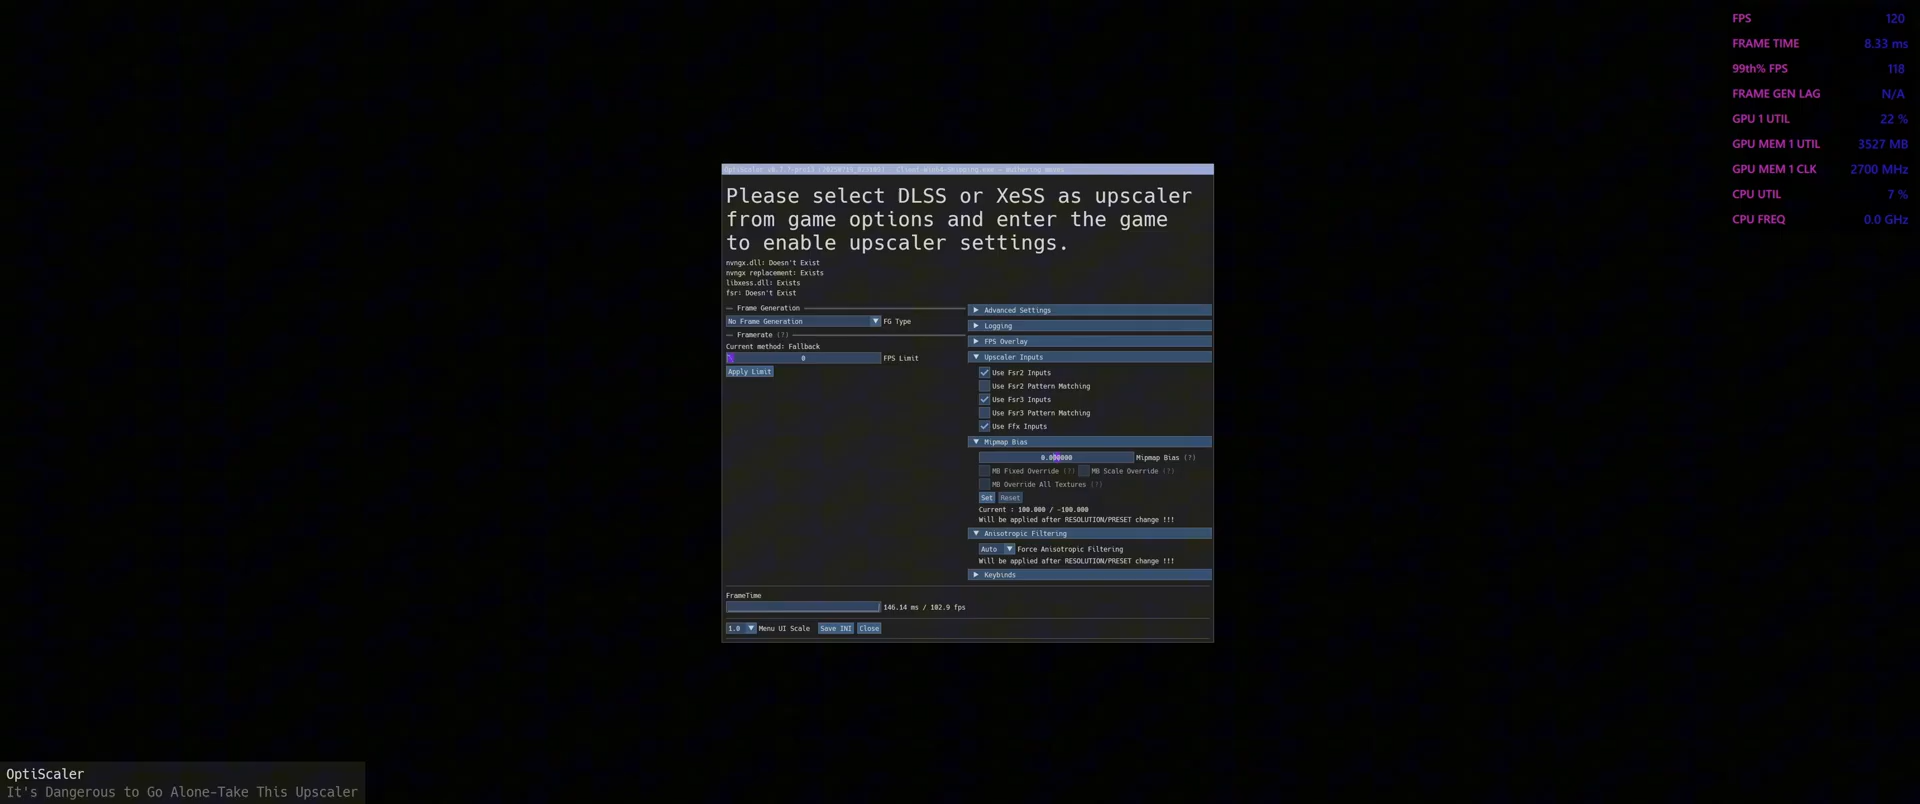 FPS 120
FRAME TIME 8.33 ms
99th% FPS 118
FRAME GEN LAG N/A
GPU 1 UTIL 22 %
GPU MEM 1 UTIL 3527 MB
GPU MEM 1 CLK 2700 MHz
CPU UTIL 7 %
CPU FREQ 0.0 GHz
Please select DLSS or XeSS as upscaler
from game options and enter the game
to enable upscaler settings.
nvngx.dll: Doesn't Exist
nvngx replacement: Exists
libxess.dll: Exists
fsr: Doesn't Exist
Frame Generation
No Frame Generation FG Type
Framerate (?)
Current method: Fallback
0 FPS Limit
Apply Limit
Advanced Settings
Logging
FPS Overlay
Upscaler Inputs
Use Fsr2 Inputs
Use Fsr2 Pattern Matching
Use Fsr3 Inputs
Use Fsr3 Pattern Matching
Use Ffx Inputs
Mipmap Bias
0.000000 Mipmap Bias (?)
MB Fixed Override (?) MB Scale Override (?)
MB Override All Textures (?)
Set Reset
Current : 100.000 / -100.000
Will be applied after RESOLUTION/PRESET change !!!
Anisotropic Filtering
Auto Force Anisotropic Filtering
Will be applied after RESOLUTION/PRESET change !!!
Keybinds
FrameTime
146.14 ms / 102.9 fps
1.0 Menu UI Scale Save INI Close
OptiScaler
It's Dangerous to Go Alone-Take This Upscaler